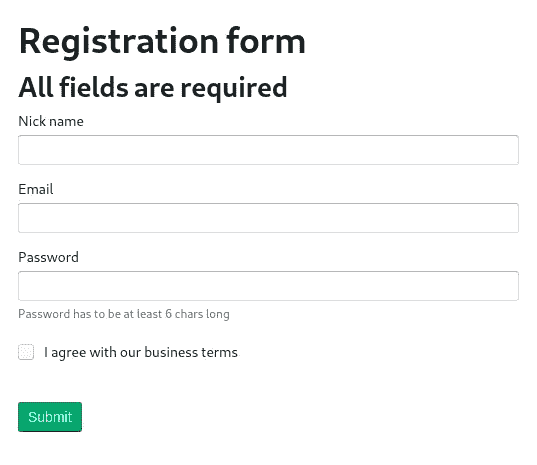 Registration form
All fields are required
Nick name
Email
Password
Password has to be at least 6 chars long
I agree with our business terms
Submit